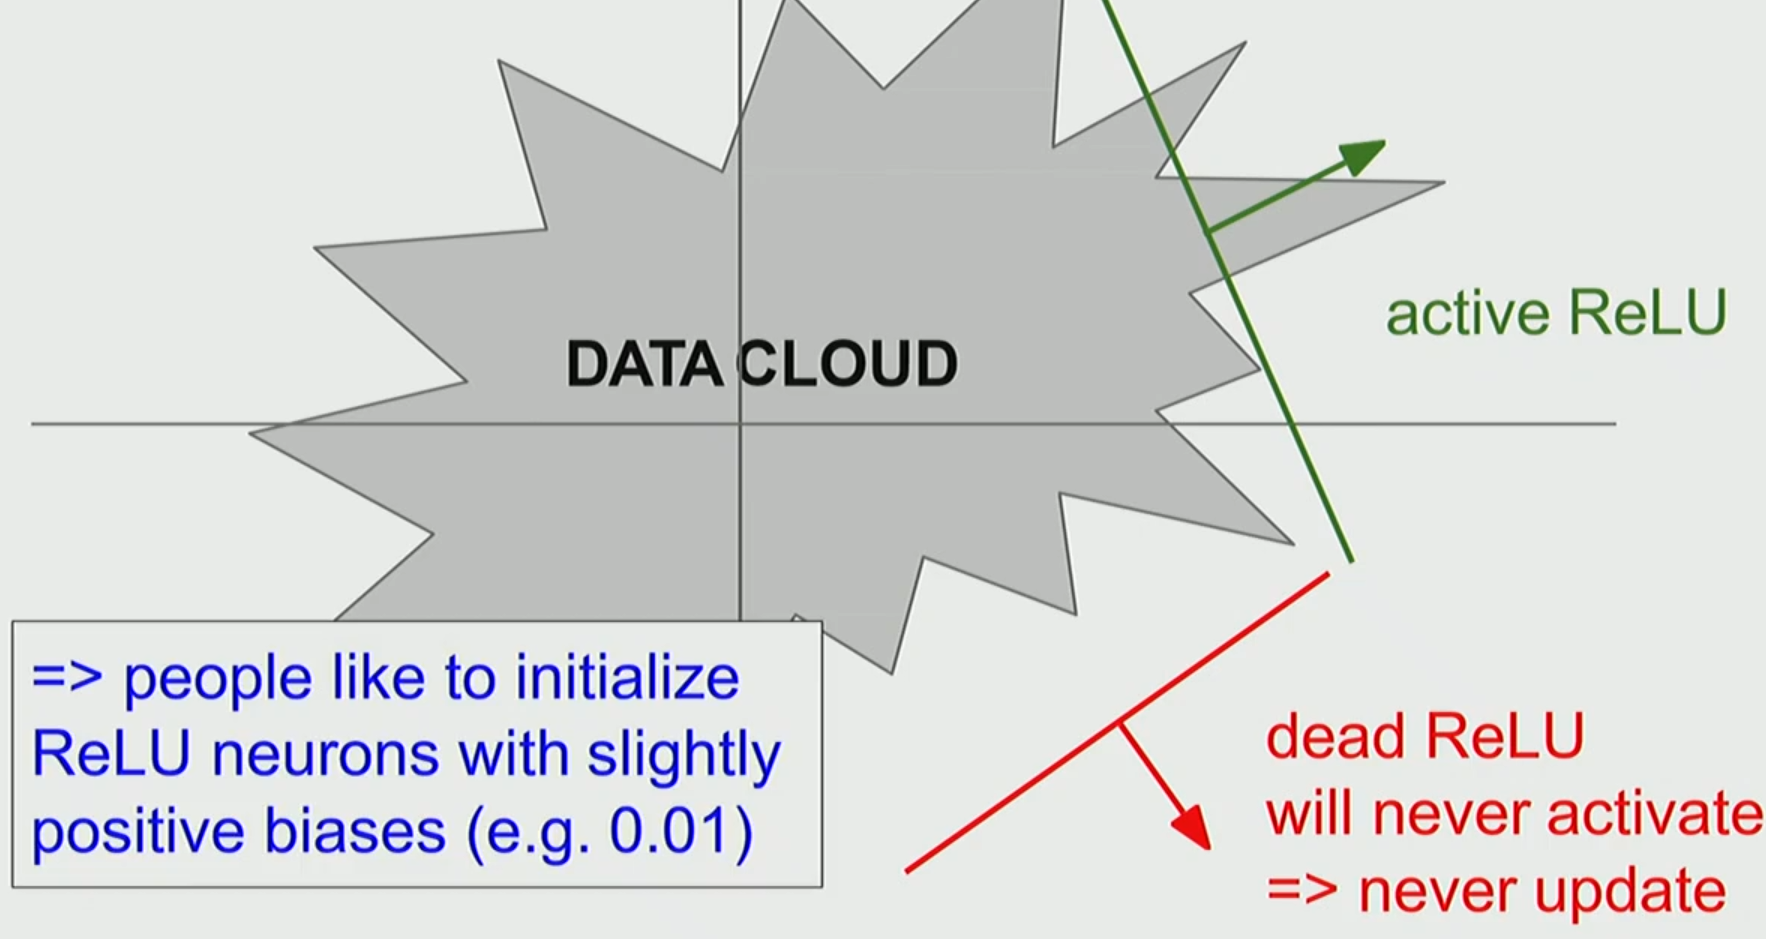 active ReLU
DATA CLOUD
=> people like to initialize
ReLU neurons with slightly
positive biases (e.g. 0.01)
dead ReLU
will never activate
=> never update